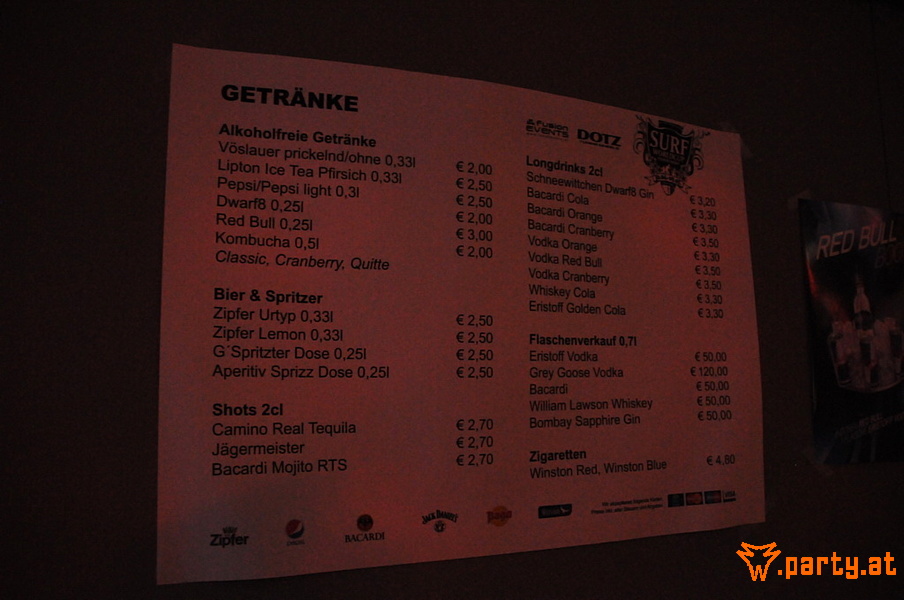 GETRÄNKE
Alkoholfreie Getränke
Vöslauer prickelnd/ohne 0,33l € 2,00
Lipton Ice Tea Pfirsich 0,33l € 2,50
Pepsi/Pepsi light 0,3l € 2,50
Dwarf8 0,25l € 2,00
Red Bull 0,25l € 3,00
Kombucha 0,5l € 2,00
Classic, Cranberry, Quitte
Bier & Spritzer
Zipfer Urtyp 0,33l € 2,50
Zipfer Lemon 0,33l € 2,50
G´Spritzter Dose 0,25l € 2,50
Aperitiv Sprizz Dose 0,25l € 2,50
Shots 2cl
Camino Real Tequila € 2,70
Jägermeister € 2,70
Bacardi Mojito RTS € 2,70
FUSION
EVENTS
DOTZ
SURF
Longdrinks 2cl
Schneewittchen Dwarf8 Gin € 3,20
Bacardi Cola € 3,30
Bacardi Orange € 3,30
Bacardi Cranberry € 3,50
Vodka Orange € 3,30
Vodka Red Bull € 3,50
Vodka Cranberry € 3,50
Whiskey Cola € 3,30
Eristoff Golden Cola € 3,30
Flaschenverkauf 0,7l
Eristoff Vodka € 50,00
Grey Goose Vodka € 120,00
Bacardi € 50,00
William Lawson Whiskey € 50,00
Bombay Sapphire Gin € 50,00
Zigaretten
Winston Red, Winston Blue € 4,80
Zipfer
BACARDI
JACK DANIEL'S
VISA
RED BULL
W.party.at